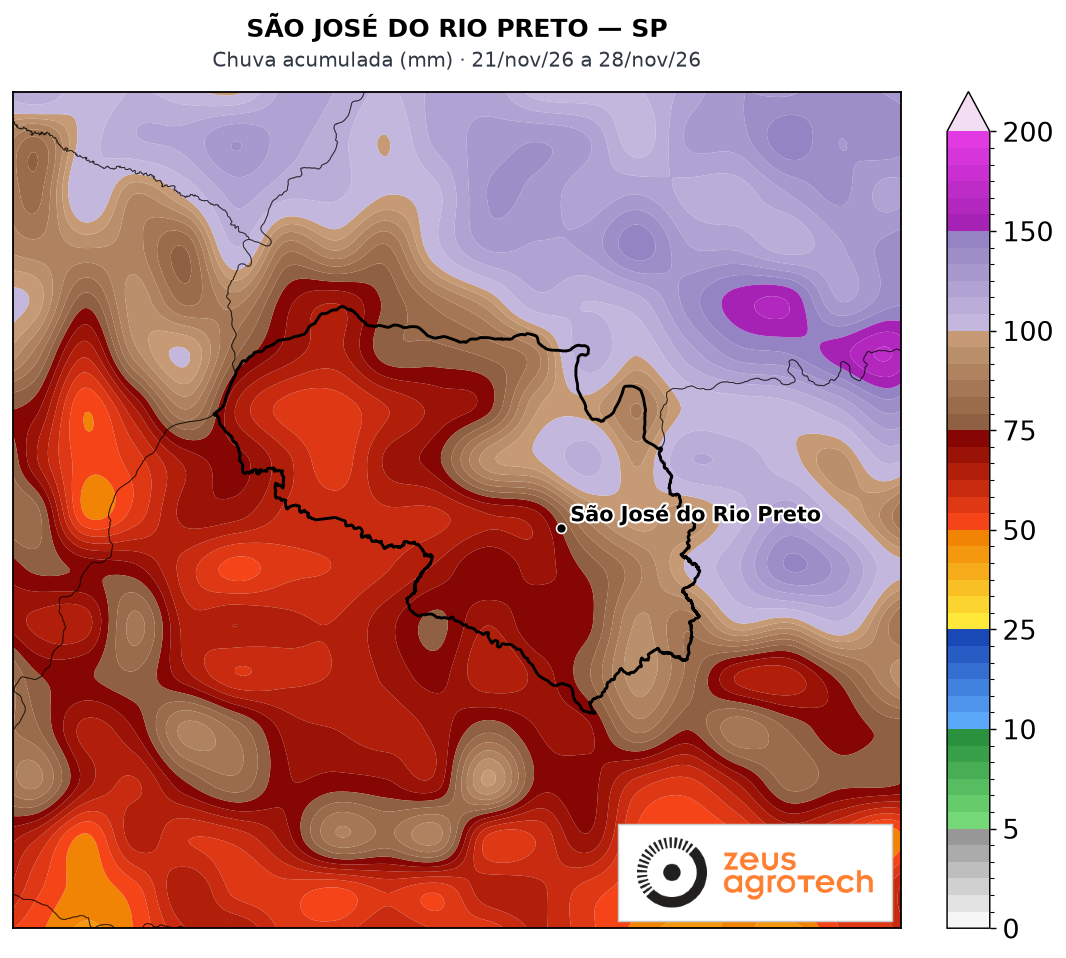 SÃO JOSÉ DO RIO PRETO — SP
Chuva acumulada (mm) · 21/nov/26 a 28/nov/26
200
150
100
75
50
25
10
5
0
São José do Rio Preto
zeus
agrotech